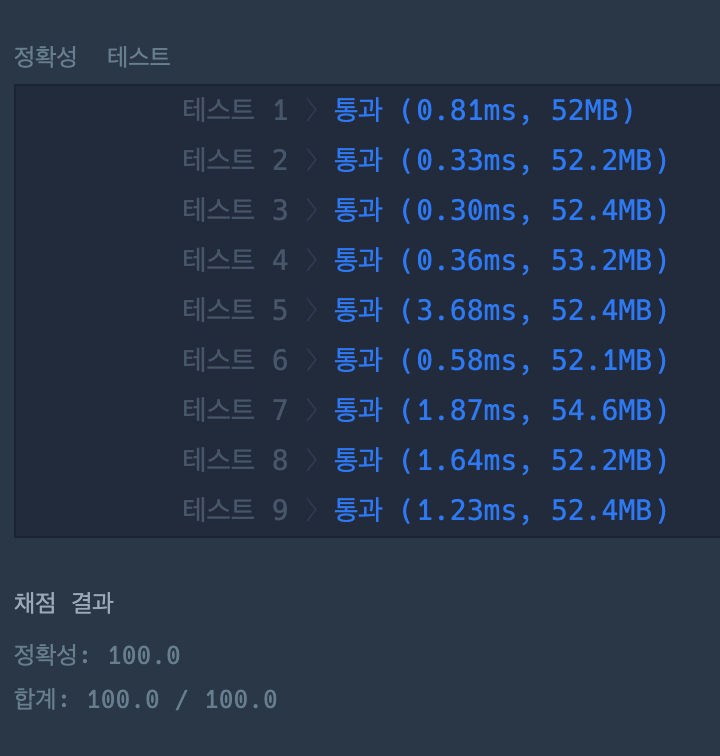 정확성 테스트
테스트 1 〉 통과 (0.81ms, 52MB)
테스트 2 〉 통과 (0.33ms, 52.2MB)
테스트 3 〉 통과 (0.30ms, 52.4MB)
테스트 4 〉 통과 (0.36ms, 53.2MB)
테스트 5 〉 통과 (3.68ms, 52.4MB)
테스트 6 〉 통과 (0.58ms, 52.1MB)
테스트 7 〉 통과 (1.87ms, 54.6MB)
테스트 8 〉 통과 (1.64ms, 52.2MB)
테스트 9 〉 통과 (1.23ms, 52.4MB)
채점 결과
정확성: 100.0
합계: 100.0 / 100.0